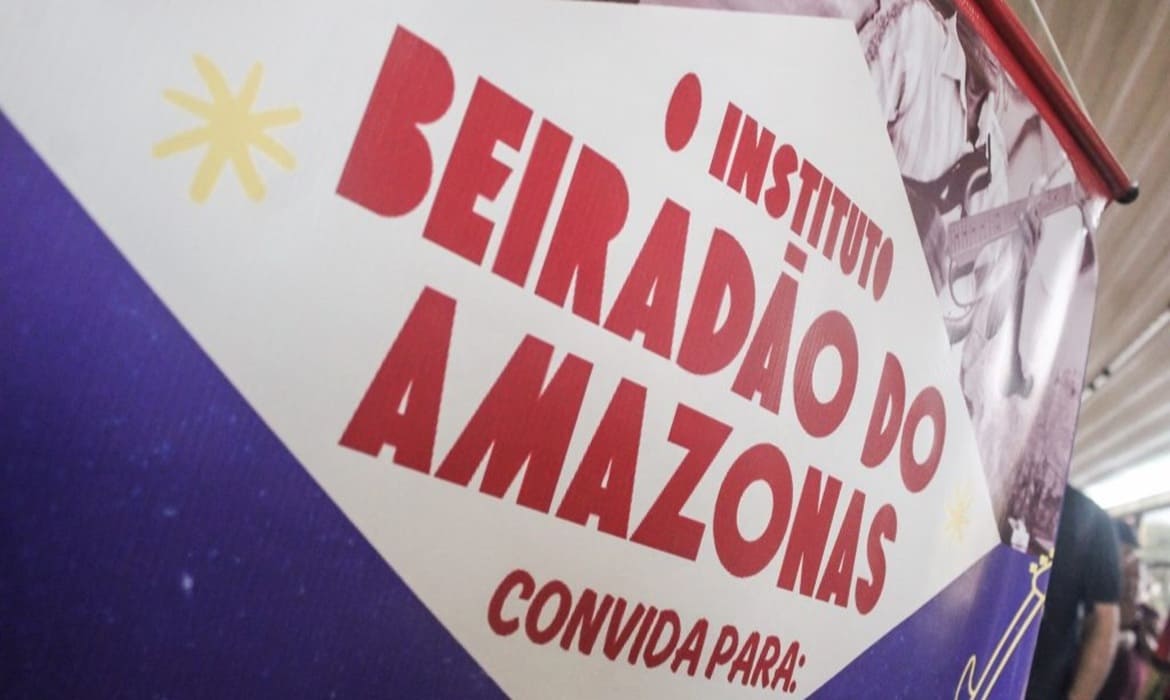 O INSTITUTO
BEIRADÃO DO
AMAZONAS
CONVIDA PARA: